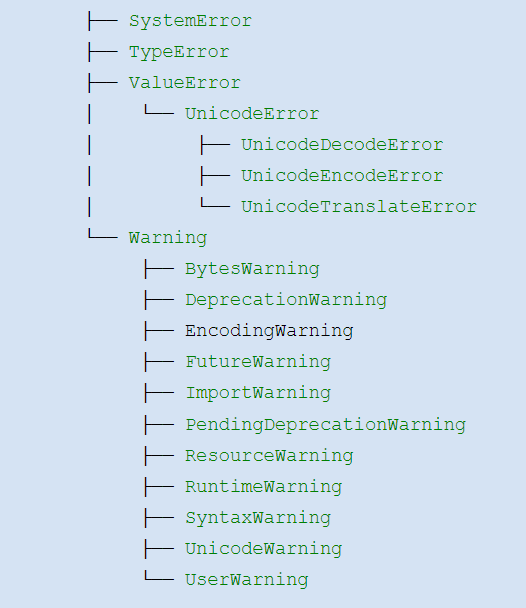 ├── SystemError
├── TypeError
├── ValueError
│    └── UnicodeError
│         ├── UnicodeDecodeError
│         ├── UnicodeEncodeError
│         └── UnicodeTranslateError
└── Warning
     ├── BytesWarning
     ├── DeprecationWarning
     ├── EncodingWarning
     ├── FutureWarning
     ├── ImportWarning
     ├── PendingDeprecationWarning
     ├── ResourceWarning
     ├── RuntimeWarning
     ├── SyntaxWarning
     ├── UnicodeWarning
     └── UserWarning